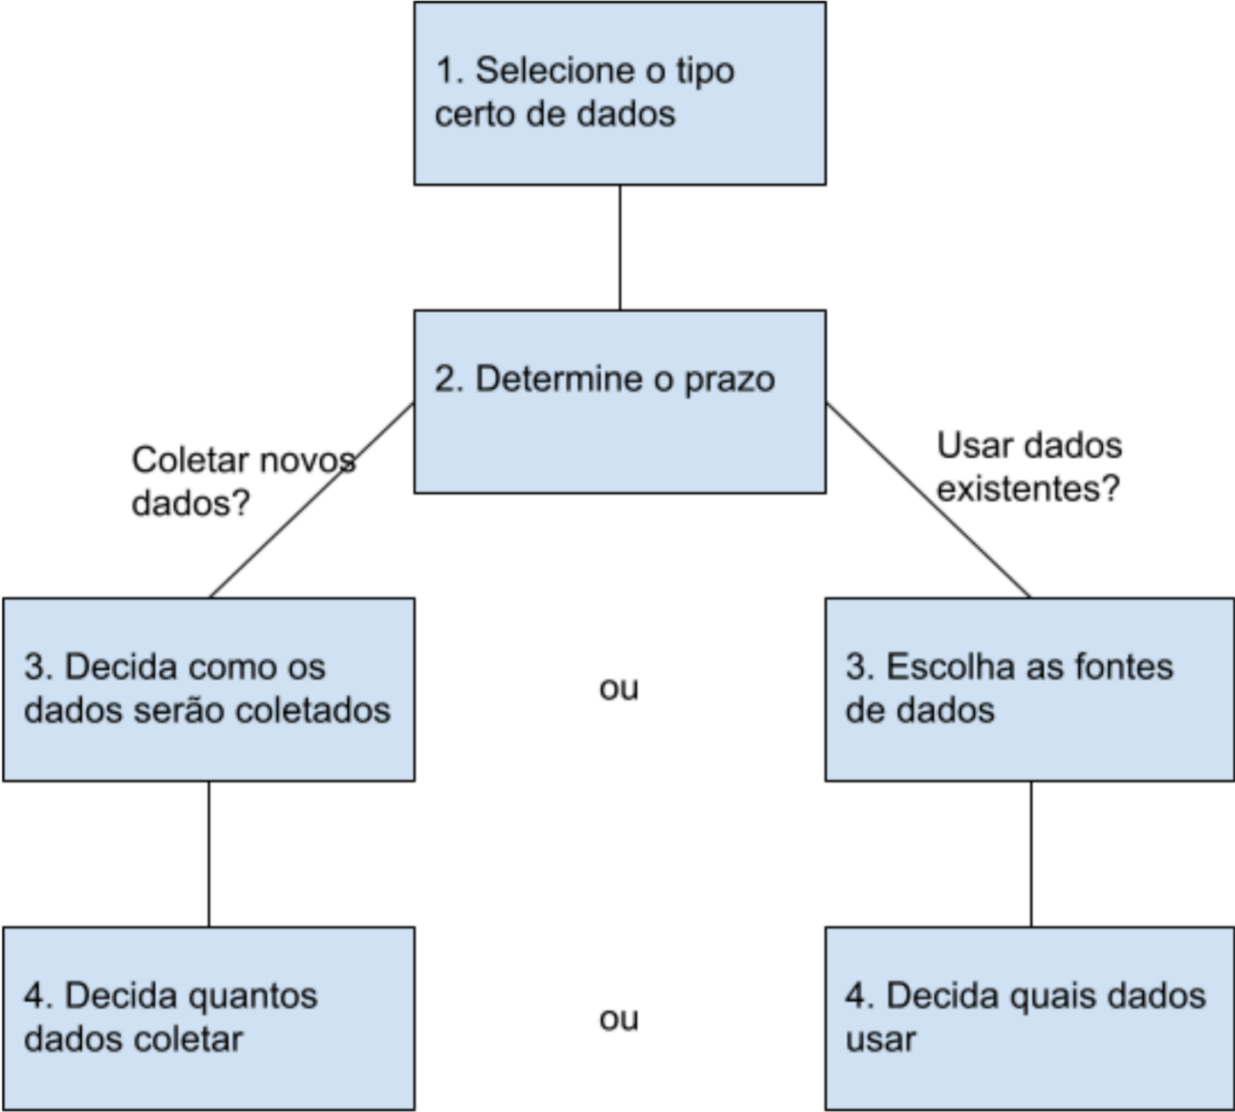 1. Selecione o tipo
certo de dados
2. Determine o prazo
Coletar novos
dados?
Usar dados
existentes?
3. Decida como os
dados serão coletados
ou
3. Escolha as fontes
de dados
4. Decida quantos
dados coletar
ou
4. Decida quais dados
usar